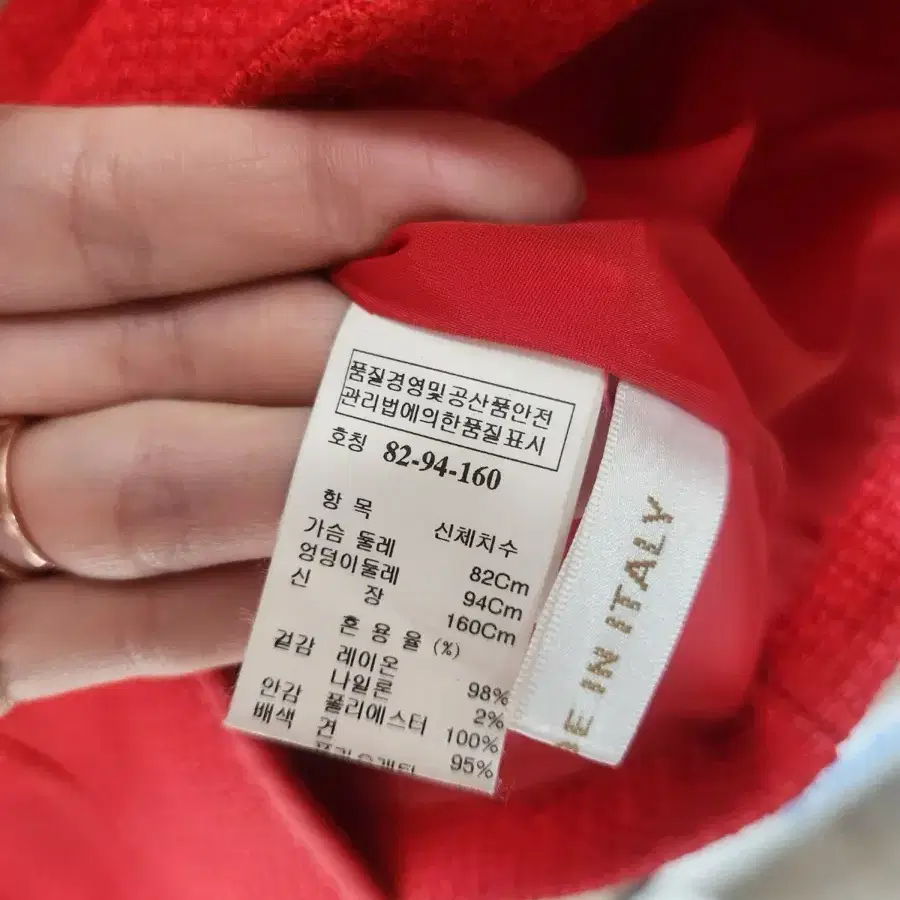 품질경영및공산품안전
관리법에의한품질표시
호칭 82-94-160
항 목 신체치수
가슴 둘레 82Cm
엉덩이둘레 94Cm
신 장 160Cm
혼 용 율 (%)
겉감 레이온 98%
나일론 2%
안감 폴리에스터 100%
배색 견 95%
DE IN ITALY